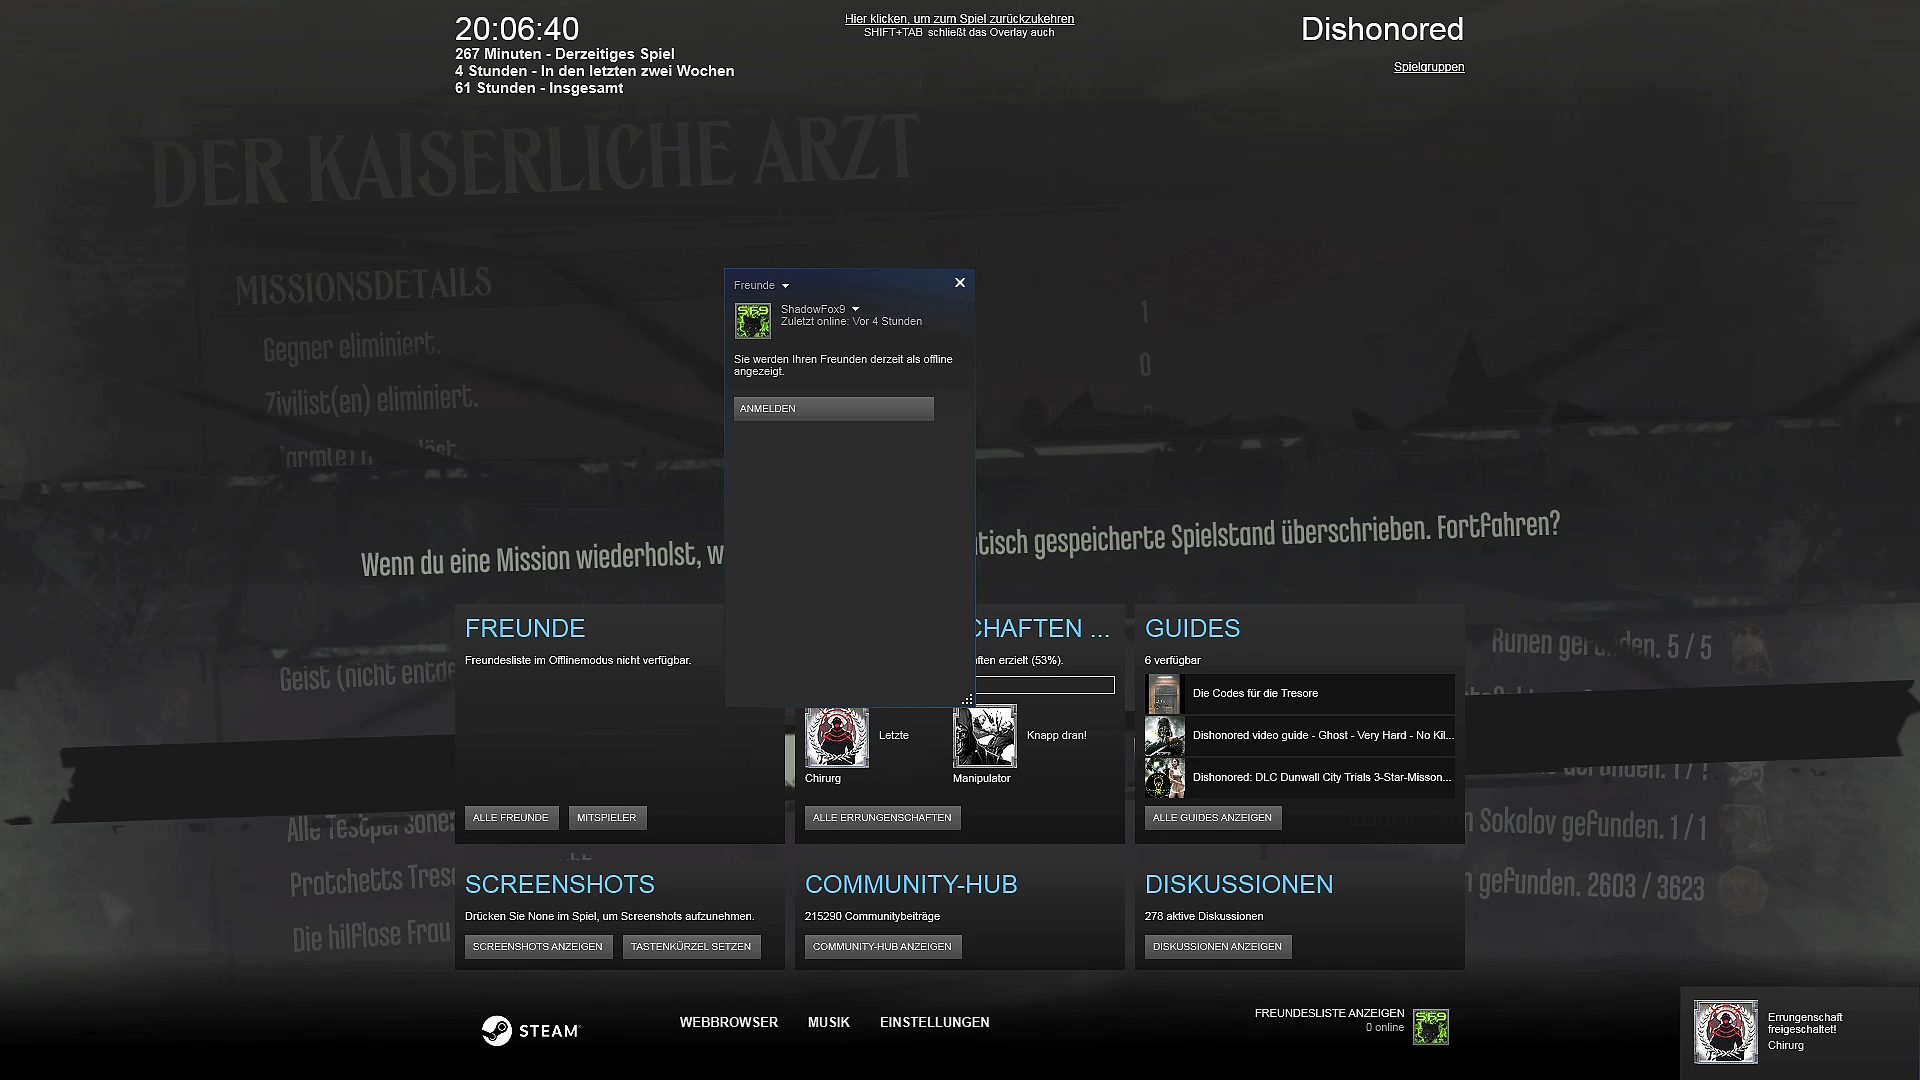 20:06:40
267 Minuten - Derzeitiges Spiel
4 Stunden - In den letzten zwei Wochen
61 Stunden - Insgesamt
Hier klicken, um zum Spiel zurückzukehren
SHIFT+TAB schließt das Overlay auch
Dishonored
Spielgruppen
DER KAISERLICHE ARZT
MISSIONSDETAILS
Gegner eliminiert.
1
Zivilist(en) eliminiert.
0
Freunde
ShadowFox9
Zuletzt online: Vor 4 Stunden
Sie werden Ihren Freunden derzeit als offline
angezeigt.
ANMELDEN
Wenn du eine Mission wiederholst, w
tisch gespeicherte Spielstand überschrieben. Fortfahren?
Geist (nicht entde
Runen gefunden. 5 / 5
Alle Testpersonen
Sokolov gefunden. 1 / 1
Pratchetts Treso
gefunden. 2603 / 3623
Die hilflose Frau
FREUNDE
Freundesliste im Offlinemodus nicht verfügbar.
ALLE FREUNDE
MITSPIELER
CHAFTEN ...
ften erzielt (53%).
Letzte
Knapp dran!
Chirurg
Manipulator
ALLE ERRUNGENSCHAFTEN
GUIDES
6 verfügbar
Die Codes für die Tresore
Dishonored video guide - Ghost - Very Hard - No Kil...
Dishonored: DLC Dunwall City Trials 3-Star-Misson...
ALLE GUIDES ANZEIGEN
SCREENSHOTS
Drücken Sie None im Spiel, um Screenshots aufzunehmen.
SCREENSHOTS ANZEIGEN
TASTENKÜRZEL SETZEN
COMMUNITY-HUB
215290 Communitybeiträge
COMMUNITY-HUB ANZEIGEN
DISKUSSIONEN
278 aktive Diskussionen
DISKUSSIONEN ANZEIGEN
STEAM
WEBBROWSER
MUSIK
EINSTELLUNGEN
FREUNDESLISTE ANZEIGEN
0 online
Errungenschaft
freigeschaltet!
Chirurg